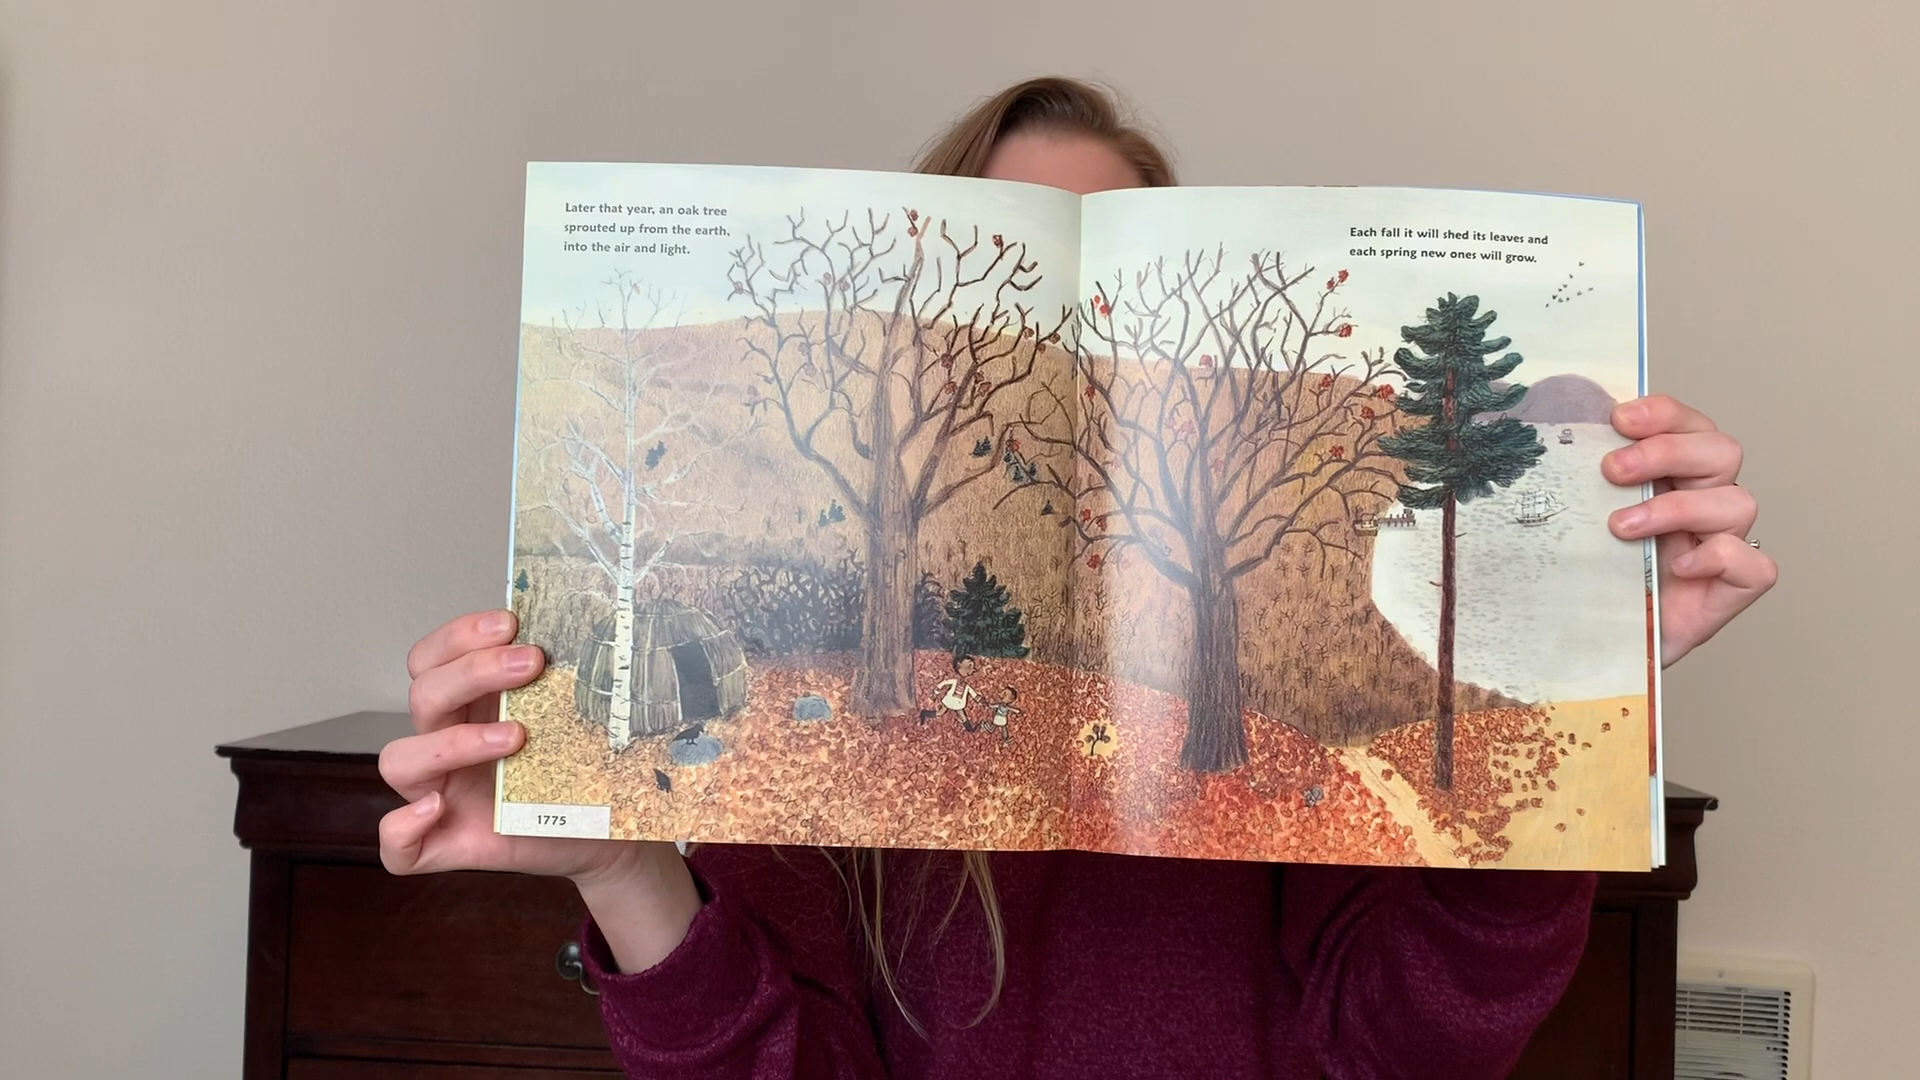 Later that year, an oak tree
sprouted up from the earth,
into the air and light.
Each fall it will shed its leaves and
each spring new ones will grow.
1775